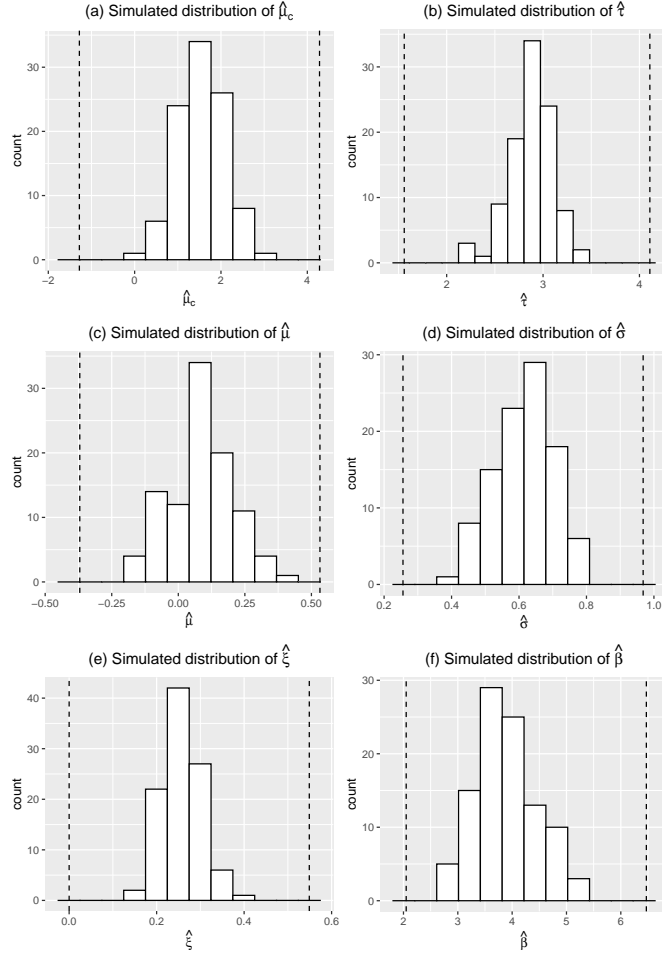 (a) Simulated distribution of μ̂c
30
20
10
0
count
−2 0 2 4
μ̂c
(b) Simulated distribution of τ̂
30
20
10
0
count
2 3 4
τ̂
(c) Simulated distribution of μ̂
30
20
10
0
count
−0.50 −0.25 0.00 0.25 0.50
μ̂
(d) Simulated distribution of σ̂
30
20
10
0
count
0.2 0.4 0.6 0.8 1.0
σ̂
(e) Simulated distribution of ξ̂
40
30
20
10
0
count
0.0 0.2 0.4 0.6
ξ̂
(f) Simulated distribution of β̂
30
20
10
0
count
2 3 4 5 6
β̂